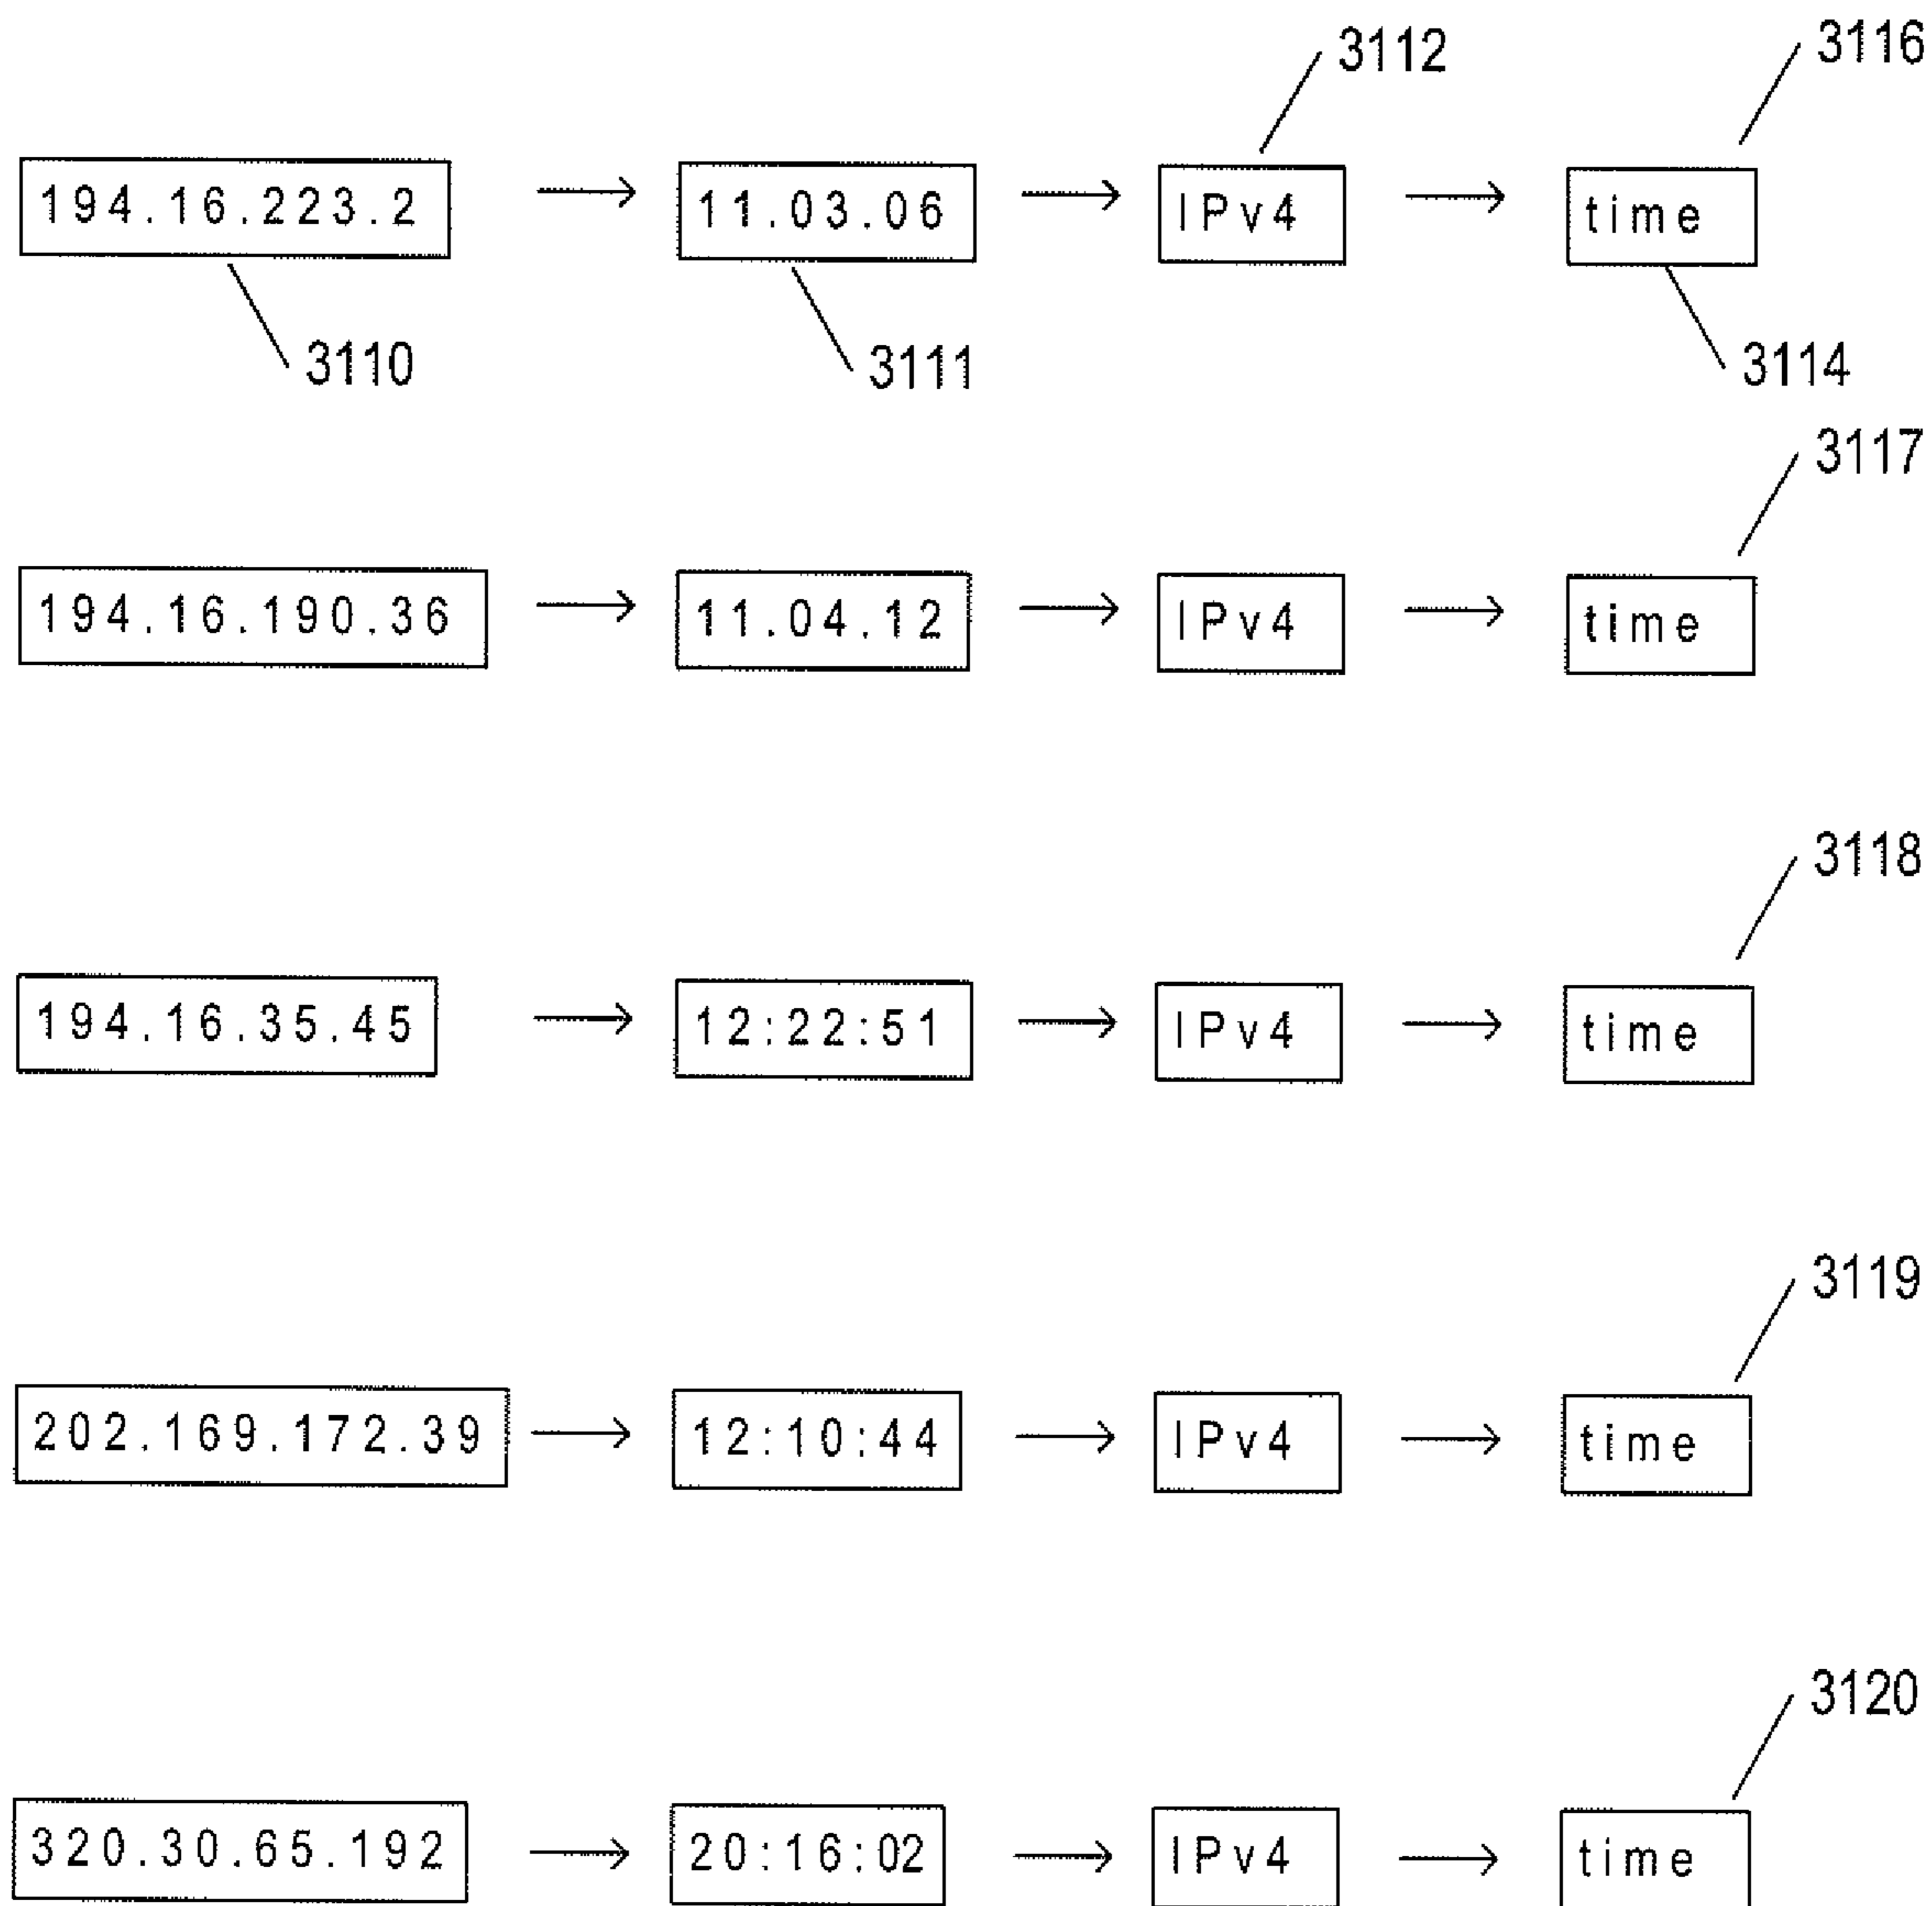 3112 3116
194.16.223.2 11.03.06 IPv4 time
3110 3111 3114
3117
194.16.190.36 11.04.12 IPv4 time
3118
194.16.35.45 12:22:51 IPv4 time
3119
202.169.172.39 12:10:44 IPv4 time
3120
320.30.65.192 20:16:02 IPv4 time